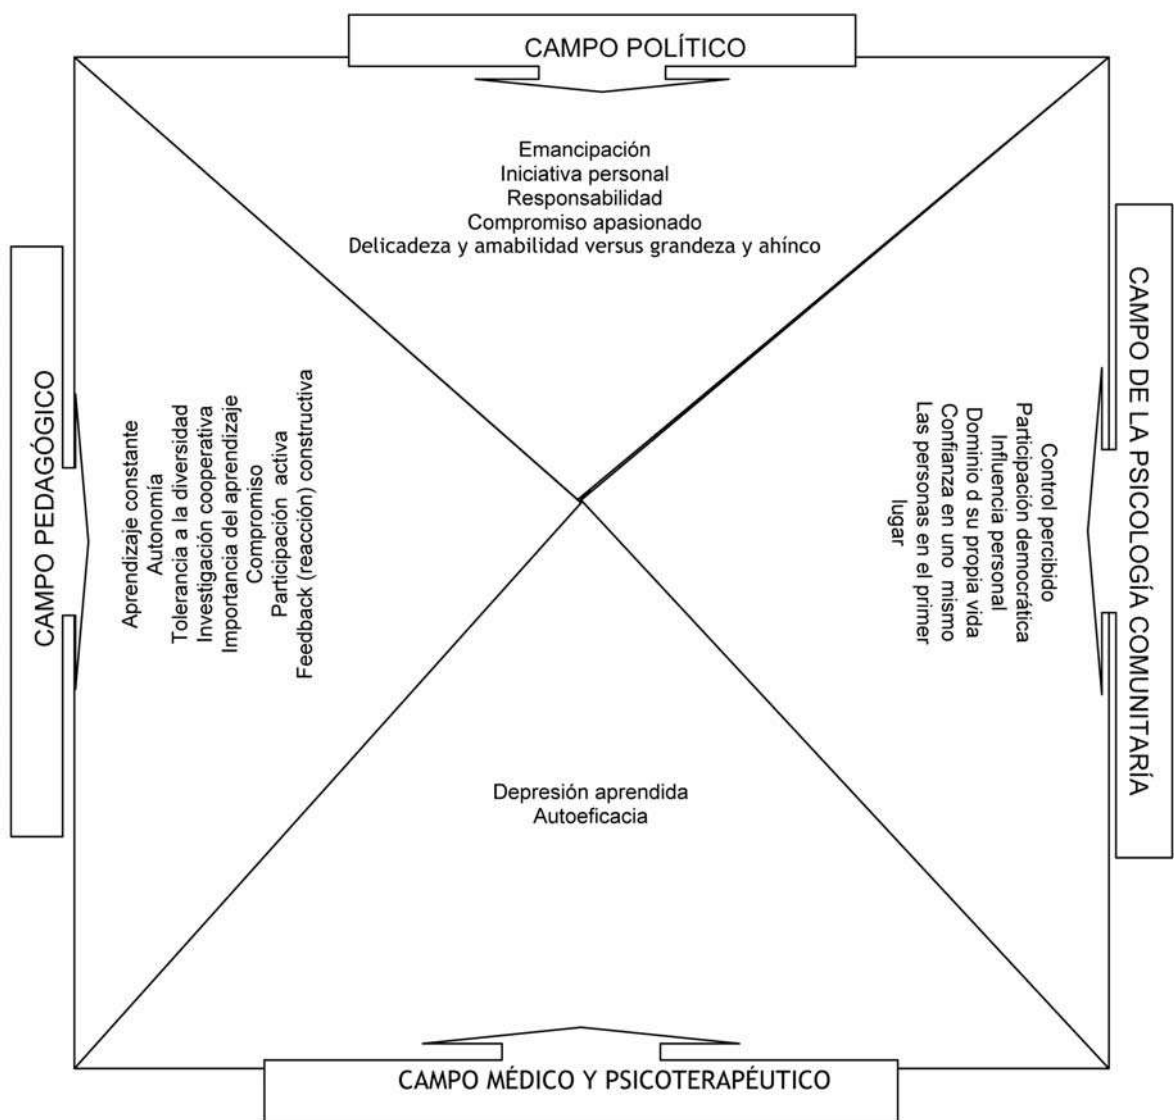 CAMPO POLÍTICO
Emancipación
Iniciativa personal
Responsabilidad
Compromiso apasionado
Delicadeza y amabilidad versus grandeza y ahínco
CAMPO PEDAGÓGICO
Aprendizaje constante
Autonomía
Tolerancia a la diversidad
Investigación cooperativa
Importancia del aprendizaje
Compromiso
Participación activa
Feedback (reacción) constructiva
CAMPO DE LA PSICOLOGÍA COMUNITARÍA
Control percibido
Participación democrática
Influencia personal
Dominio d su propia vida
Confianza en uno mismo
Las personas en el primer
lugar
Depresión aprendida
Autoeficacia
CAMPO MÉDICO Y PSICOTERAPÉUTICO